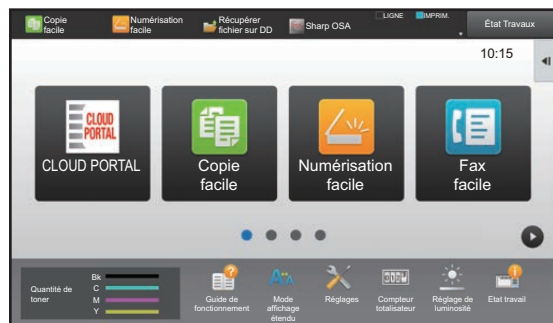 Copie
facile
Numérisation
facile
Récupérer
fichier sur DD
Sharp OSA
LIGNE
IMPRIM.
État Travaux
10:15
CLOUD
PORTAL
CLOUD PORTAL
Copie
facile
Numérisation
facile
Fax
facile
Quantité de
toner
Bk
C
M
Y
Guide de
fonctionnement
Mode
affichage
étendu
Réglages
Compteur
totalisateur
Réglage de
luminosité
Etat travail